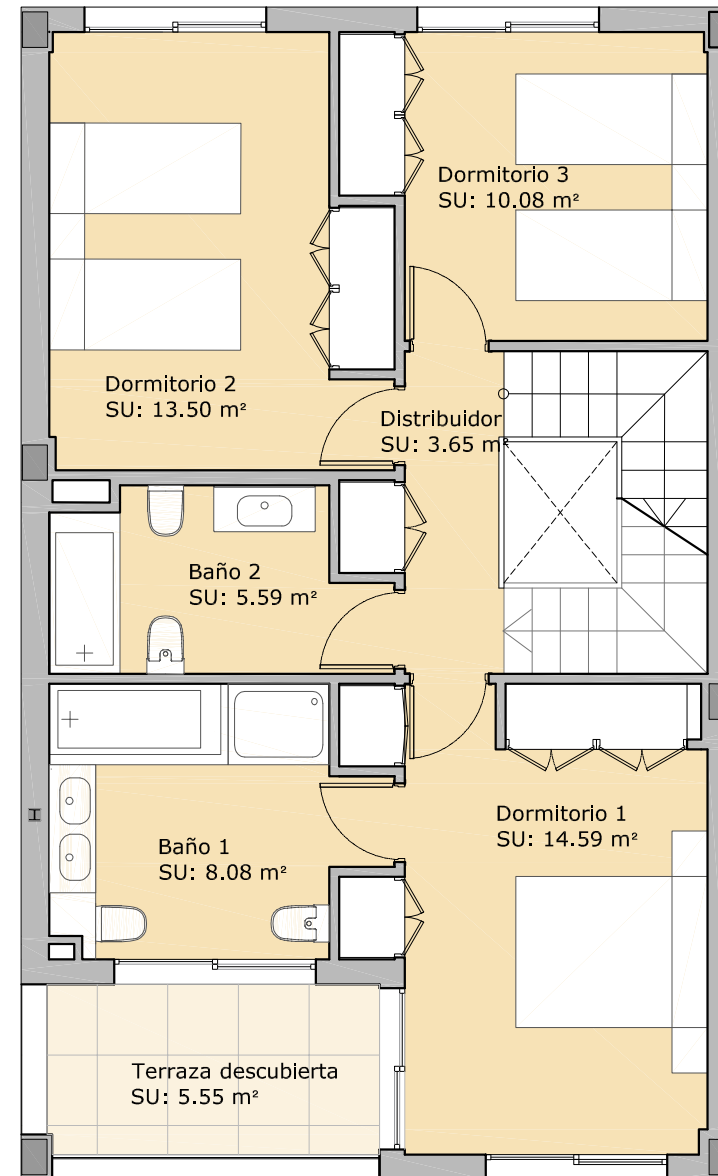 Dormitorio 3
SU: 10.08 m²
Dormitorio 2
SU: 13.50 m²
Distribuidor
SU: 3.65 m²
Baño 2
SU: 5.59 m²
Dormitorio 1
SU: 14.59 m²
Baño 1
SU: 8.08 m²
Terraza descubierta
SU: 5.55 m²